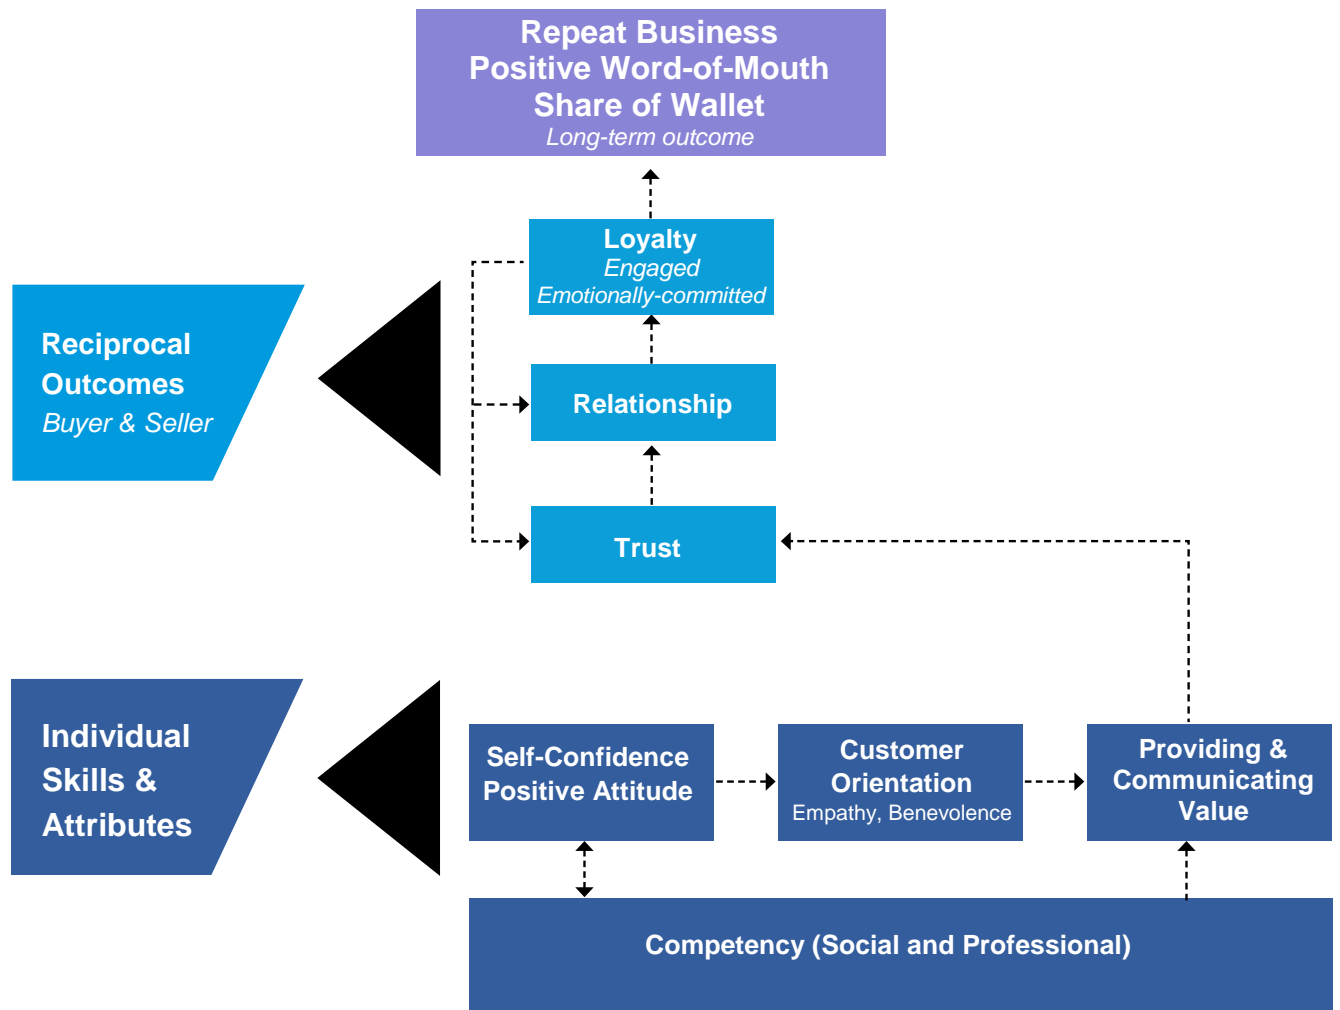 Repeat Business
Positive Word-of-Mouth
Share of Wallet
Long-term outcome
Loyalty
Engaged
Emotionally-committed
Reciprocal
Outcomes
Buyer & Seller
Relationship
Trust
Individual
Skills &
Attributes
Self-Confidence
Positive Attitude
Customer
Orientation
Empathy, Benevolence
Providing &
Communicating
Value
Competency (Social and Professional)